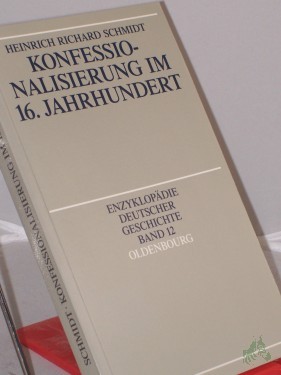 HEINRICH RICHARD SCHMIDT
KONFESSIO-
NALISIERUNG IM
16. JAHRHUNDERT
ENZYKLOPÄDIE
DEUTSCHER
GESCHICHTE
BAND 12
OLDENBOURG
SCHMIDT · KONFESSIONALISIERUNG IM